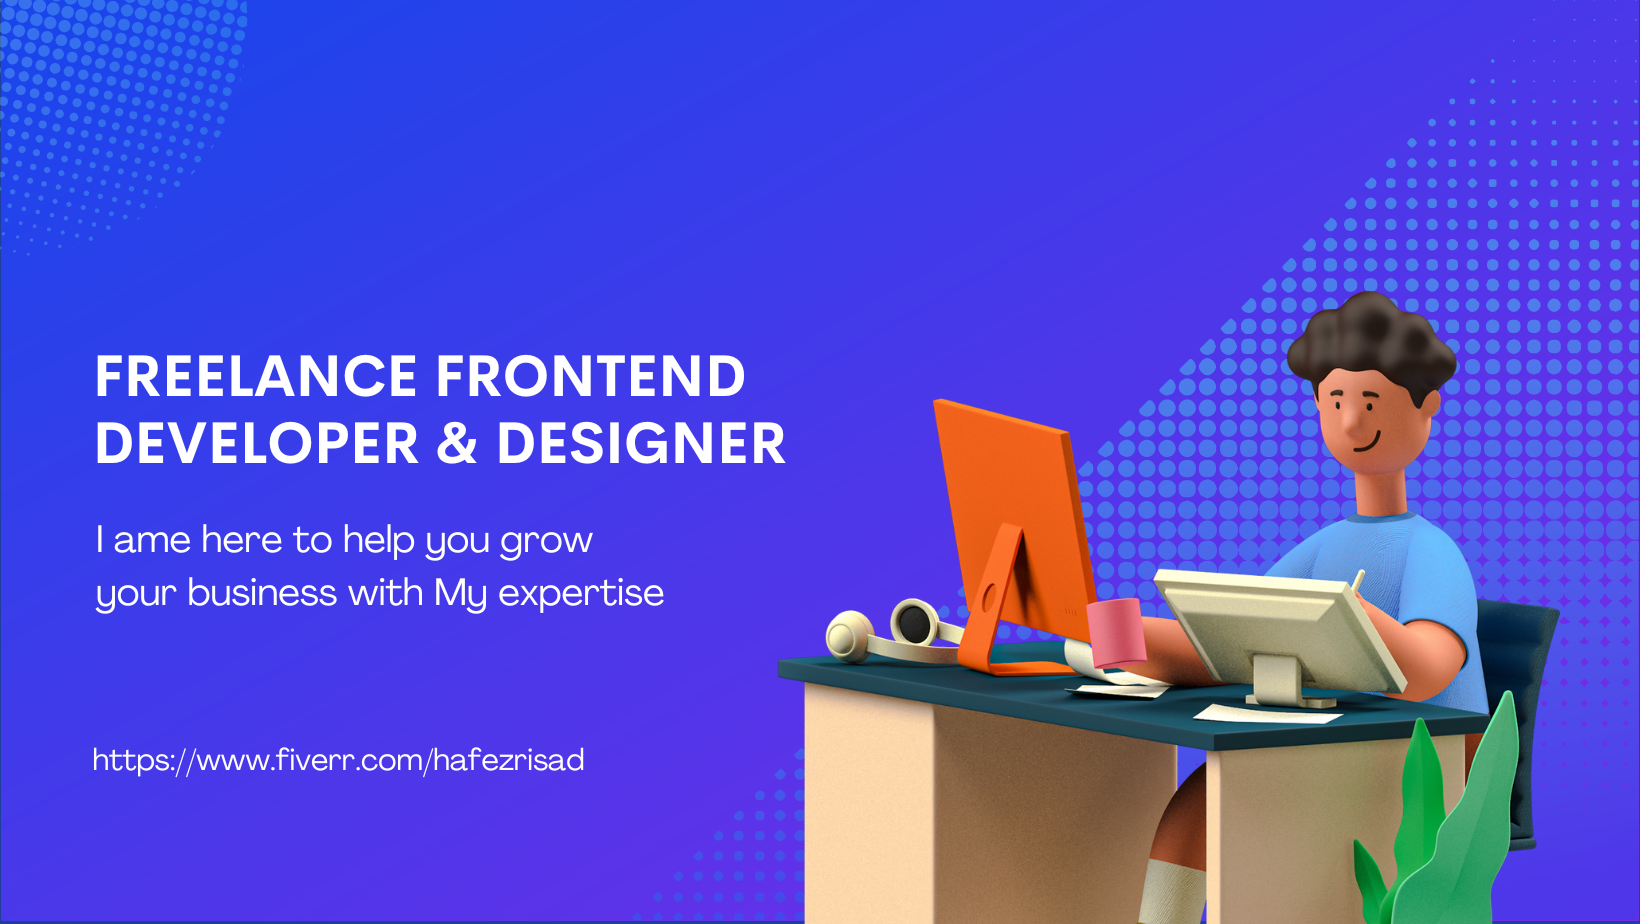 FREELANCE FRONTEND
DEVELOPER & DESIGNER
I ame here to help you grow
your business with My expertise
https://www.fiverr.com/hafezrisad